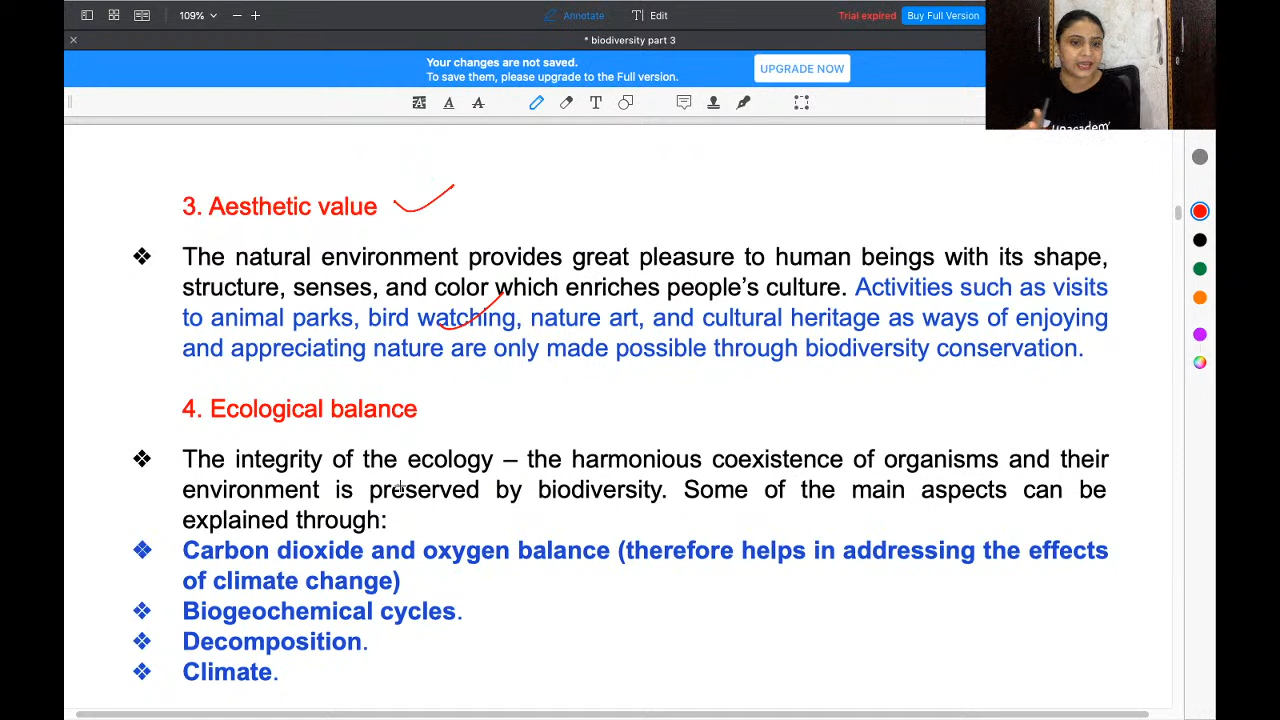 109%
Annotate
Edit
Trial expired
Buy Full Version
* biodiversity part 3
Your changes are not saved.
To save them, please upgrade to the Full version.
UPGRADE NOW
3. Aesthetic value
❖ The natural environment provides great pleasure to human beings with its shape,
structure, senses, and color which enriches people’s culture. Activities such as visits
to animal parks, bird watching, nature art, and cultural heritage as ways of enjoying
and appreciating nature are only made possible through biodiversity conservation.
4. Ecological balance
❖ The integrity of the ecology – the harmonious coexistence of organisms and their
environment is preserved by biodiversity. Some of the main aspects can be
explained through:
❖ Carbon dioxide and oxygen balance (therefore helps in addressing the effects
of climate change)
❖ Biogeochemical cycles.
❖ Decomposition.
❖ Climate.